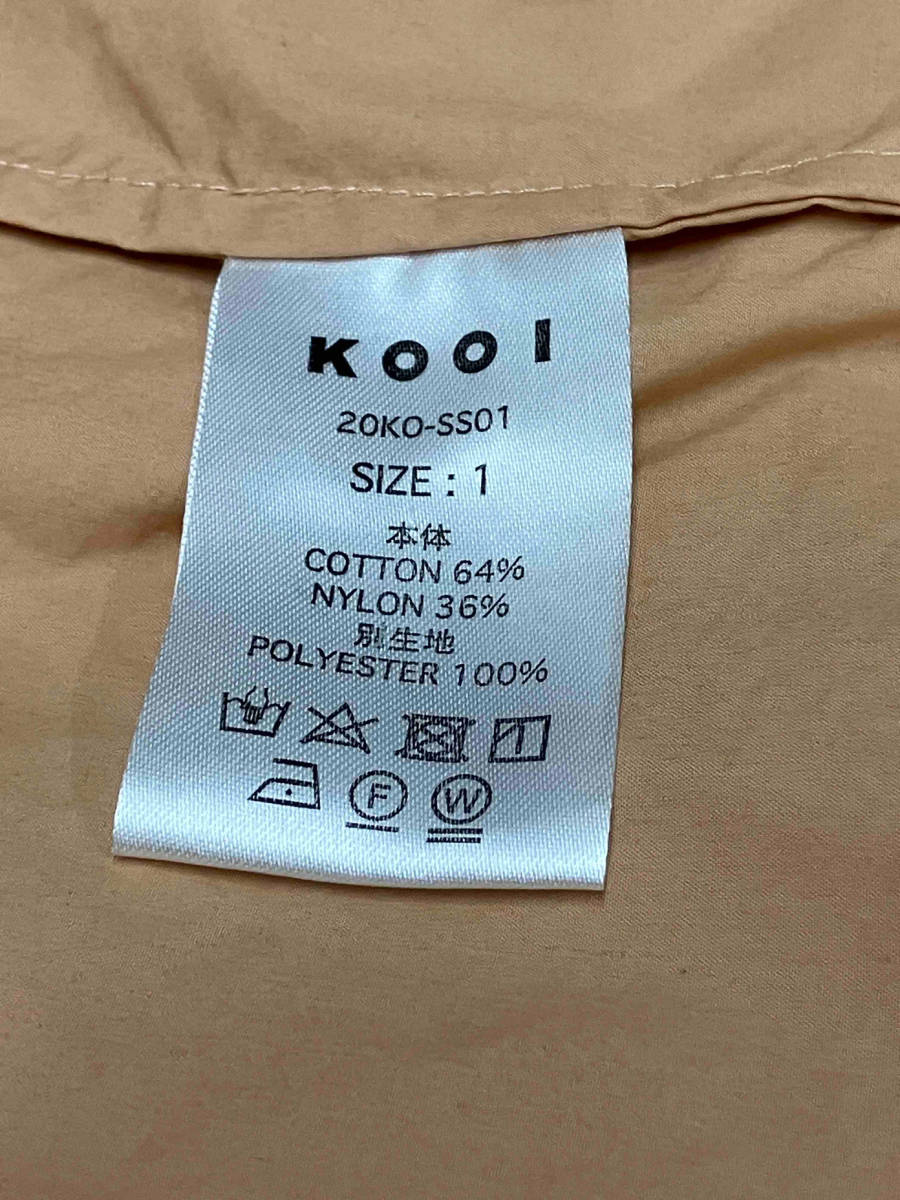 KOOI
20KO-SS01
SIZE : 1
本体
COTTON 64%
NYLON 36%
別生地
POLYESTER 100%
F W